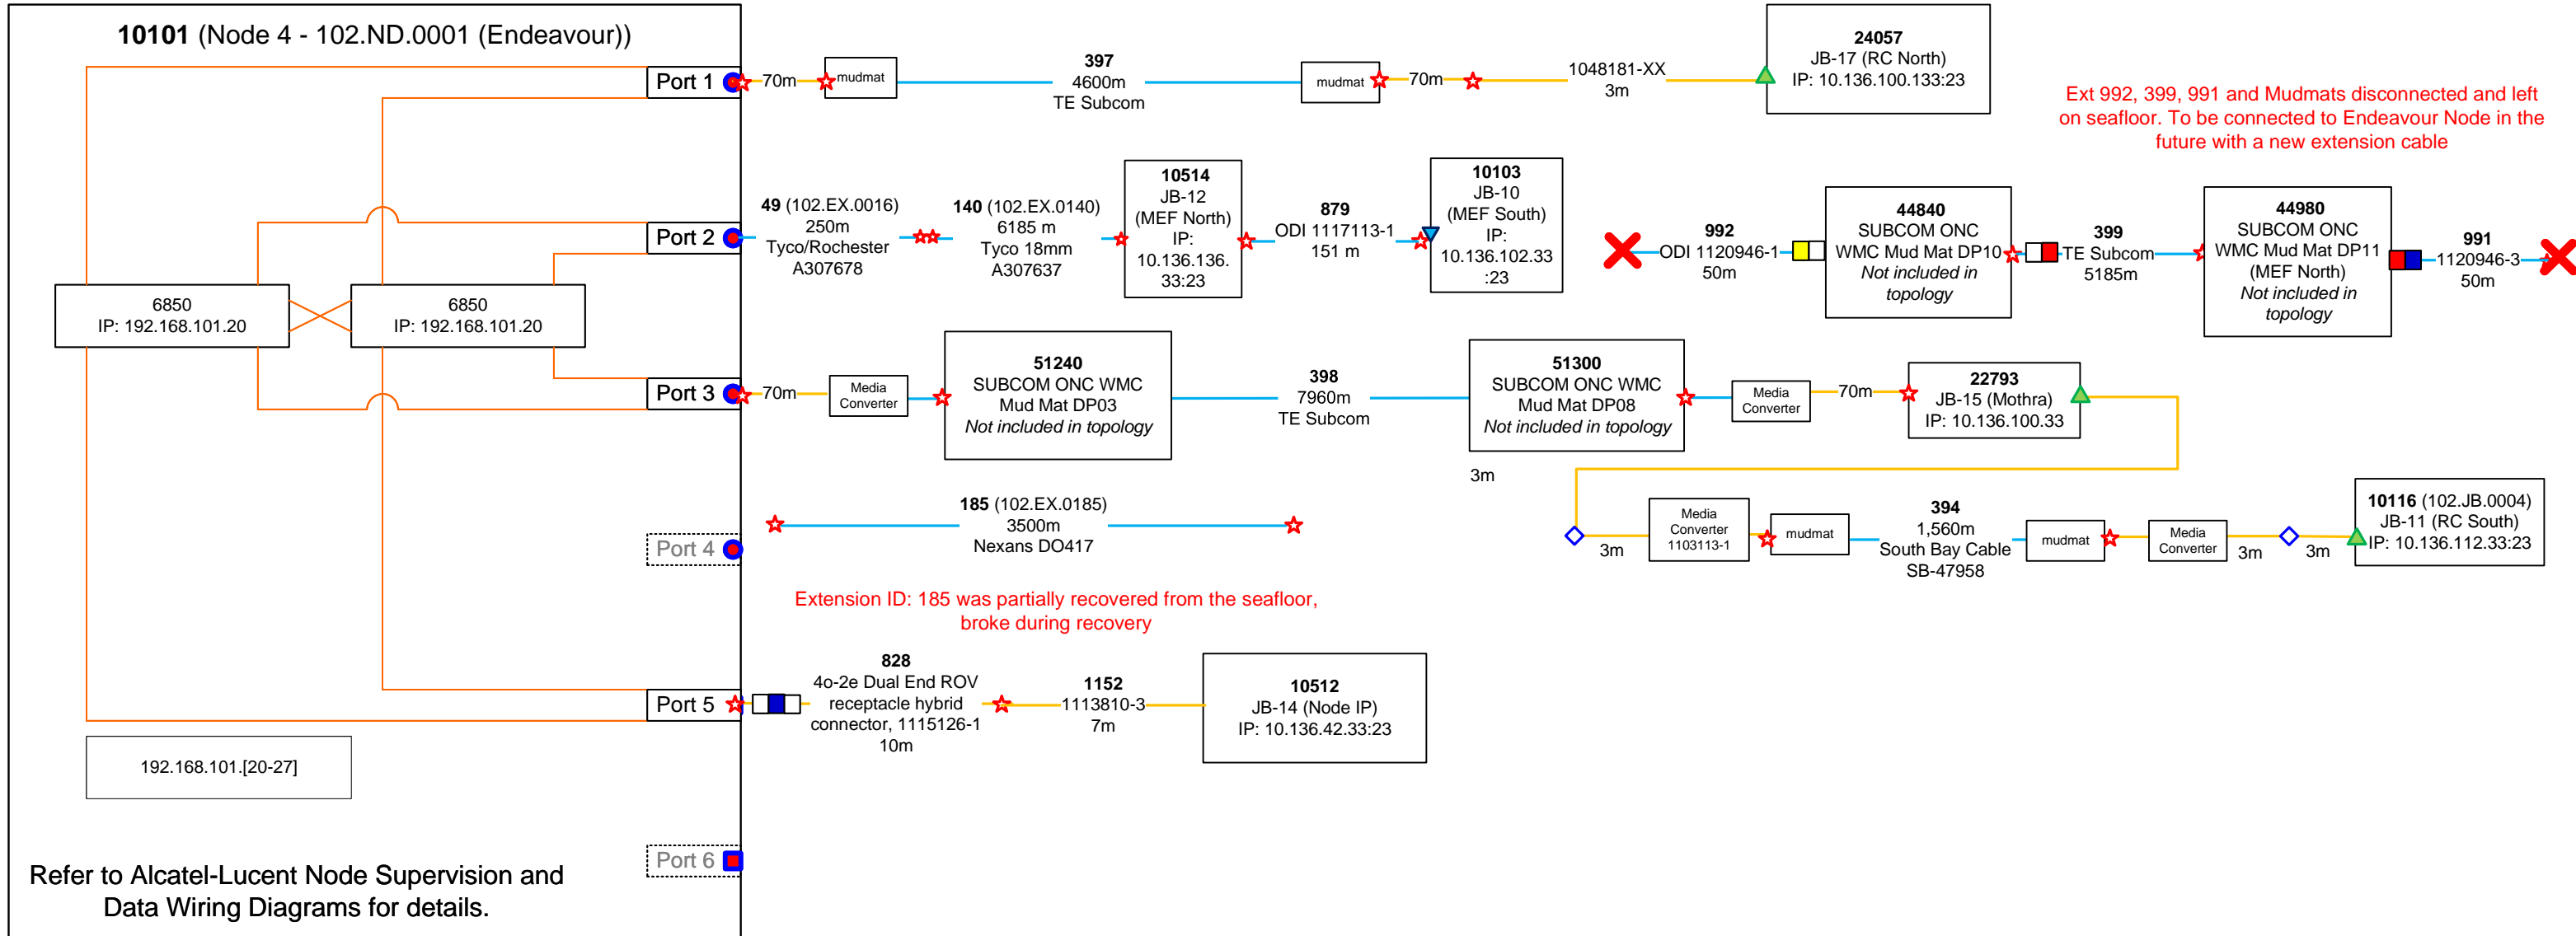 10101 (Node 4 - 102.ND.0001 (Endeavour))
Port 1
70m
mudmat
397
4600m
TE Subcom
mudmat
70m
1048181-XX
3m
24057
JB-17 (RC North)
IP: 10.136.100.133:23
Ext 992, 399, 991 and Mudmats disconnected and left
on seafloor. To be connected to Endeavour Node in the
future with a new extension cable
Port 2
49 (102.EX.0016)
250m
Tyco/Rochester
A307678
140 (102.EX.0140)
6185 m
Tyco 18mm
A307637
10514
JB-12
(MEF North)
IP:
10.136.136.
33:23
879
ODI 1117113-1
151 m
10103
JB-10
(MEF South)
IP:
10.136.102.33
:23
992
ODI 1120946-1
50m
44840
SUBCOM ONC
WMC Mud Mat DP10
Not included in
topology
399
TE Subcom
5185m
44980
SUBCOM ONC
WMC Mud Mat DP11
(MEF North)
Not included in
topology
991
1120946-3
50m
6850
IP: 192.168.101.20
6850
IP: 192.168.101.20
Port 3
70m
Media
Converter
51240
SUBCOM ONC WMC
Mud Mat DP03
Not included in topology
398
7960m
TE Subcom
51300
SUBCOM ONC WMC
Mud Mat DP08
Not included in topology
Media
Converter
70m
22793
JB-15 (Mothra)
IP: 10.136.100.33
3m
3m
Media
Converter
1103113-1
mudmat
394
1,560m
South Bay Cable
SB-47958
mudmat
Media
Converter
3m
3m
10116 (102.JB.0004)
JB-11 (RC South)
IP: 10.136.112.33:23
Port 4
185 (102.EX.0185)
3500m
Nexans DO417
Extension ID: 185 was partially recovered from the seafloor,
broke during recovery
Port 5
828
4o-2e Dual End ROV
receptacle hybrid
connector, 1115126-1
10m
1152
1113810-3
7m
10512
JB-14 (Node IP)
IP: 10.136.42.33:23
192.168.101.[20-27]
Port 6
Refer to Alcatel-Lucent Node Supervision and
Data Wiring Diagrams for details.